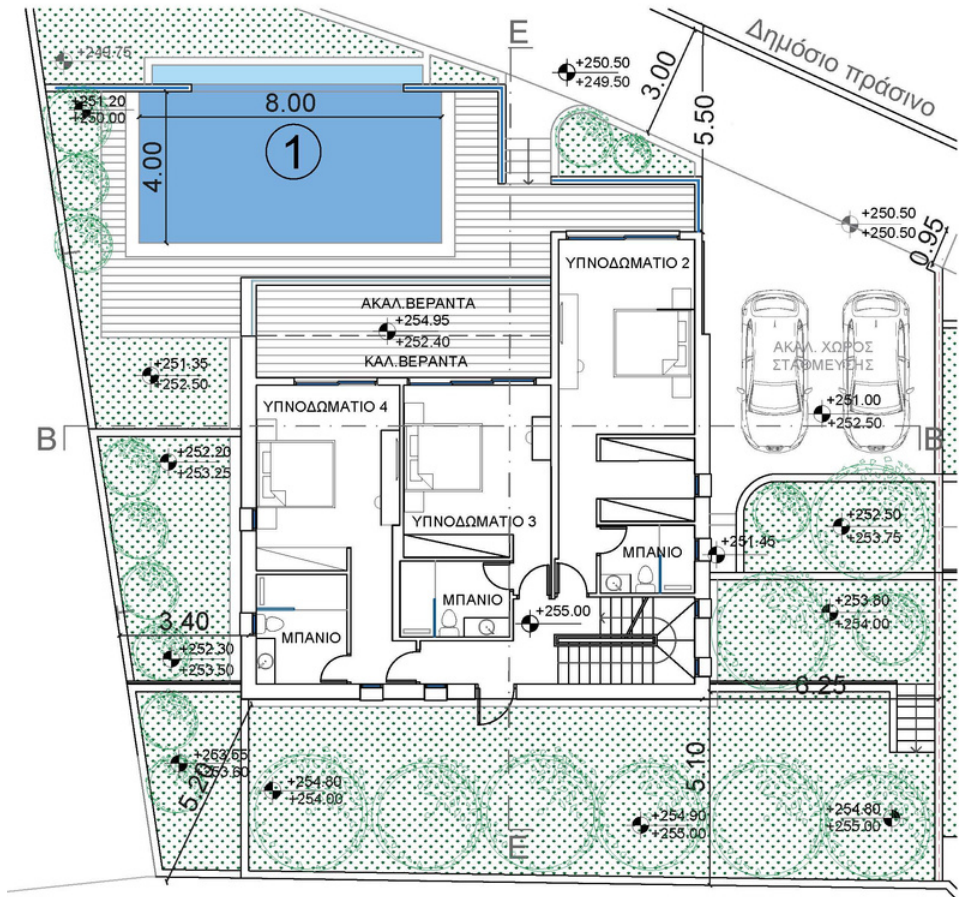 E
Δημόσιο πράσινο
+249.75
+250.50
+249.50
3.00
5.50
+251.20
+250.00
8.00
1
4.00
+250.50
+250.50
0.95
ΥΠΝΟΔΩΜΑΤΙΟ 2
ΑΚΑΛ.ΒΕΡΑΝΤΑ
+254.95
+252.40
ΚΑΛ.ΒΕΡΑΝΤΑ
ΑΚΑΛ. ΧΩΡΟΣ
ΣΤΑΘΜΕΥΣΗΣ
+251.35
+252.50
+251.00
+252.50
ΥΠΝΟΔΩΜΑΤΙΟ 4
B
B
+252.20
+253.25
ΥΠΝΟΔΩΜΑΤΙΟ 3
+252.50
+253.75
ΜΠΑΝΙΟ
+251.45
ΜΠΑΝΙΟ
+255.00
+253.80
+254.00
3.40
ΜΠΑΝΙΟ
+252.30
+253.50
6.25
+253.55
+253.60
5.20
+254.80
+254.00
5.10
+254.90
+255.00
+254.80
+255.00
E